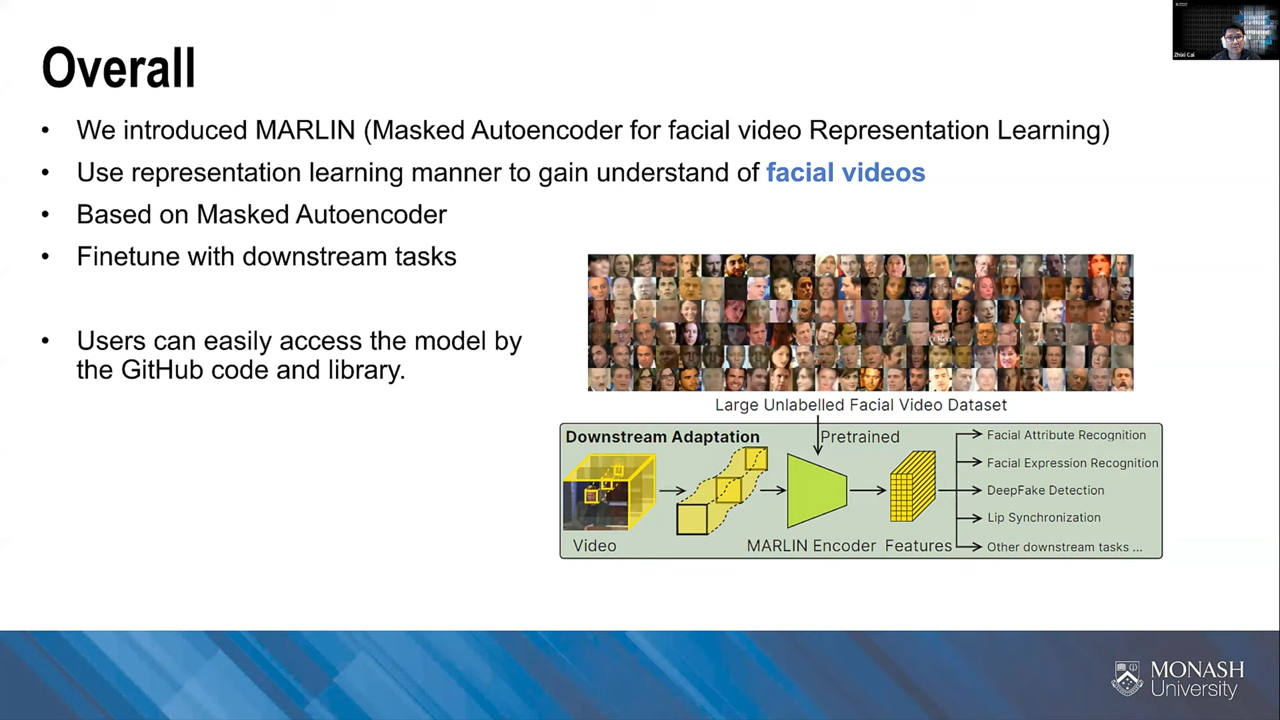 Overall
Zhixi Cai
• We introduced MARLIN (Masked Autoencoder for facial video Representation Learning)
• Use representation learning manner to gain understand of facial videos
• Based on Masked Autoencoder
• Finetune with downstream tasks
• Users can easily access the model by
the GitHub code and library.
Large Unlabelled Facial Video Dataset
Downstream Adaptation
Pretrained
Video
MARLIN Encoder
Features
Facial Attribute Recognition
Facial Expression Recognition
DeepFake Detection
Lip Synchronization
Other downstream tasks ...
MONASH
University